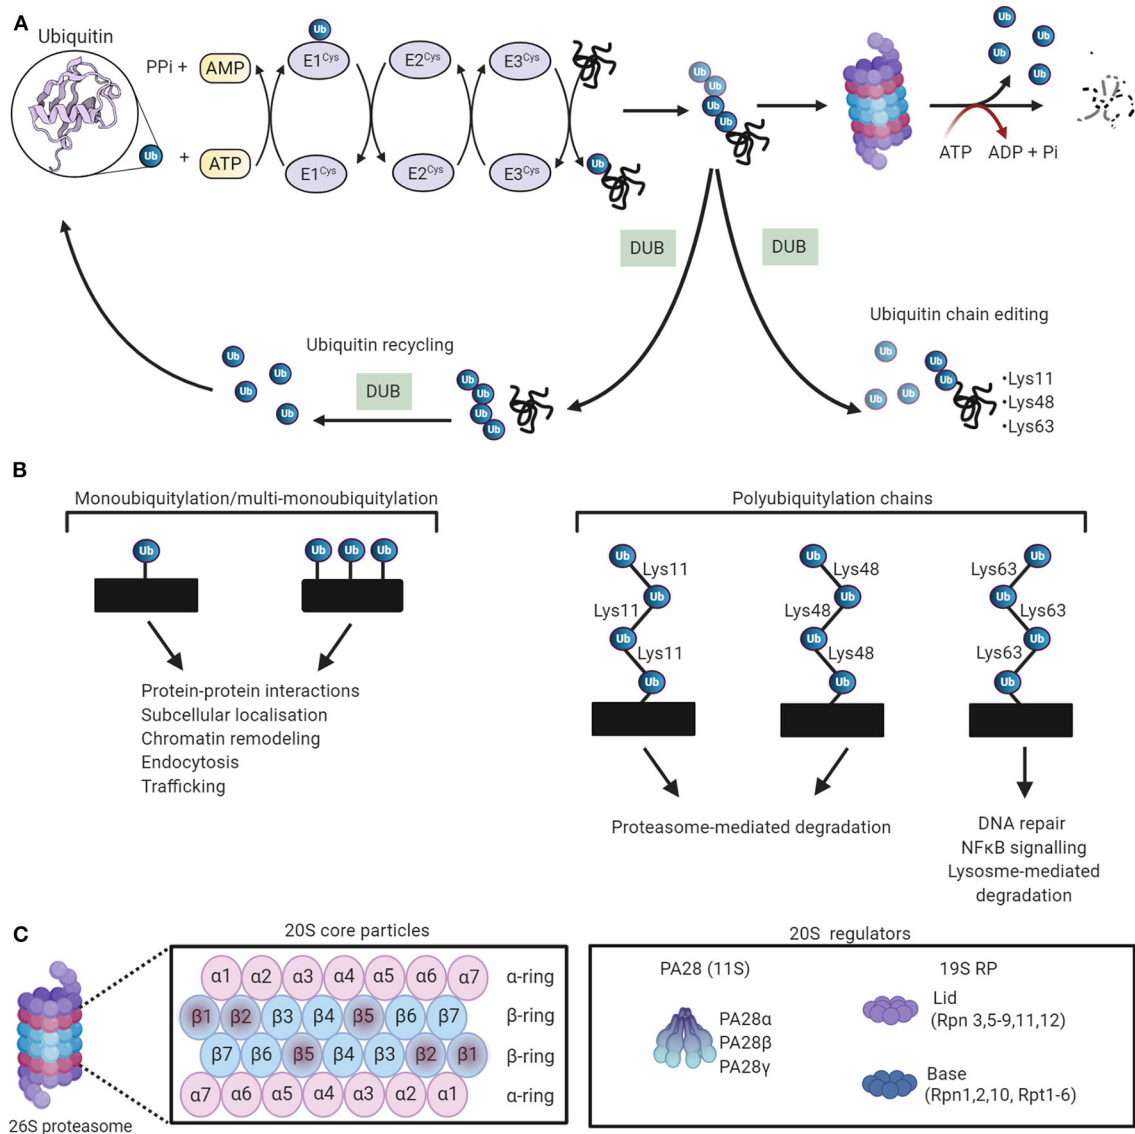 A
Ubiquitin
Ub
PPi + AMP
+ ATP
Ub
E1Cys E2Cys E3Cys
E1Cys E2Cys E3Cys
Ub
Ub
Ub
Ub
Ub
Ub
Ub
Ub
Ub
ATP ADP + Pi
DUB DUB
Ubiquitin recycling
DUB
Ub
Ub
Ub
Ub
Ub
Ub
Ub
Ub
Ubiquitin chain editing
Ub
Ub
Ub
Ub
Ub
•Lys11
•Lys48
•Lys63
B
Monoubiquitylation/multi-monoubiquitylation
Ub
Ub Ub Ub
Protein-protein interactions
Subcellular localisation
Chromatin remodeling
Endocytosis
Trafficking
Polyubiquitylation chains
Ub
Lys11
Ub
Lys11
Ub
Lys11
Ub
Ub
Lys48
Ub
Lys48
Ub
Lys48
Ub
Ub
Lys63
Ub
Lys63
Ub
Lys63
Ub
Proteasome-mediated degradation
DNA repair
NFκB signalling
Lysosme-mediated
degradation
C
26S proteasome
20S core particles
α1 α2 α3 α4 α5 α6 α7 α-ring
β1 β2 β3 β4 β5 β6 β7 β-ring
β7 β6 β5 β4 β3 β2 β1 β-ring
α7 α6 α5 α4 α3 α2 α1 α-ring
20S regulators
PA28 (11S)
PA28α
PA28β
PA28γ
19S RP
Lid
(Rpn 3,5-9,11,12)
Base
(Rpn1,2,10, Rpt1-6)